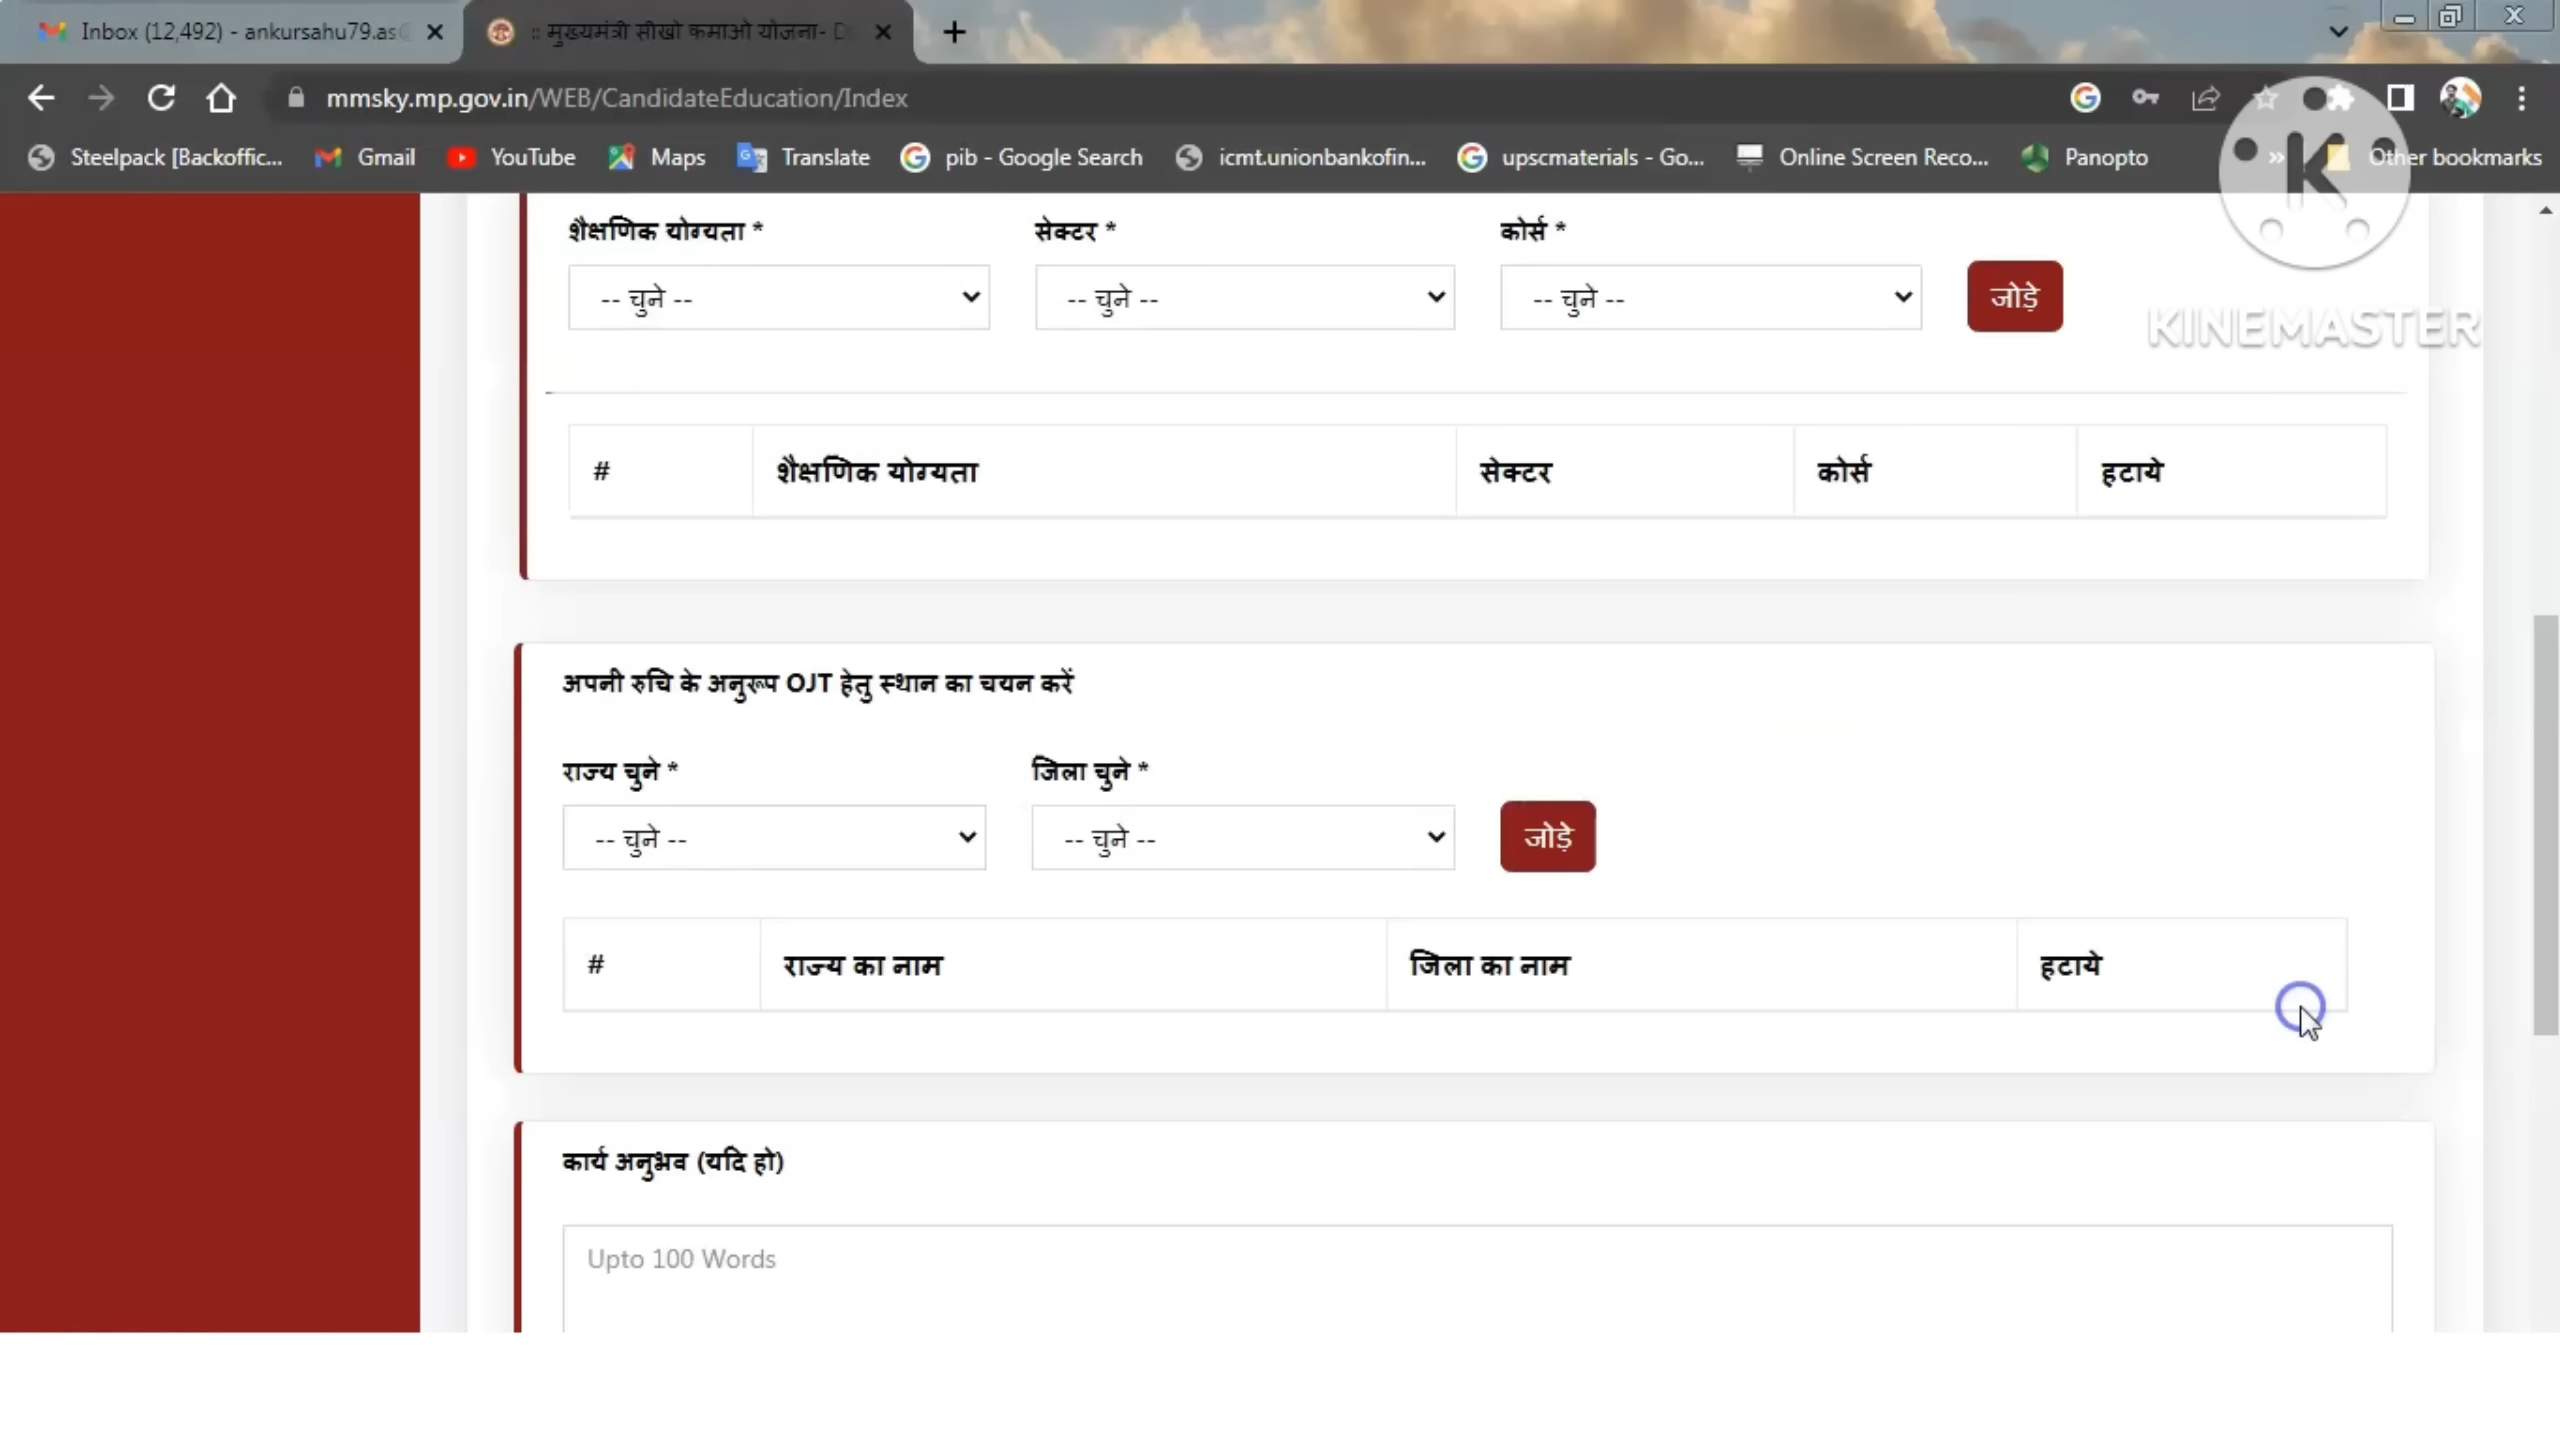 Inbox (12,492) - ankursahu79.as
:: मुख्यमंत्री सीखो कमाओ योजना- D
mmsky.mp.gov.in/WEB/CandidateEducation/Index
Steelpack [Backoffic... Gmail YouTube Maps Translate pib - Google Search icmt.unionbankofin... upscmaterials - Go... Online Screen Reco... Panopto » Other bookmarks
K
KINEMASTER
शैक्षणिक योग्यता * सेक्टर * कोर्स *
-- चुने -- -- चुने -- -- चुने -- जोड़े
# शैक्षणिक योग्यता सेक्टर कोर्स हटाये
अपनी रुचि के अनुरूप OJT हेतु स्थान का चयन करें
राज्य चुने * जिला चुने *
-- चुने -- -- चुने -- जोड़े
# राज्य का नाम जिला का नाम हटाये
कार्य अनुभव (यदि हो)
Upto 100 Words